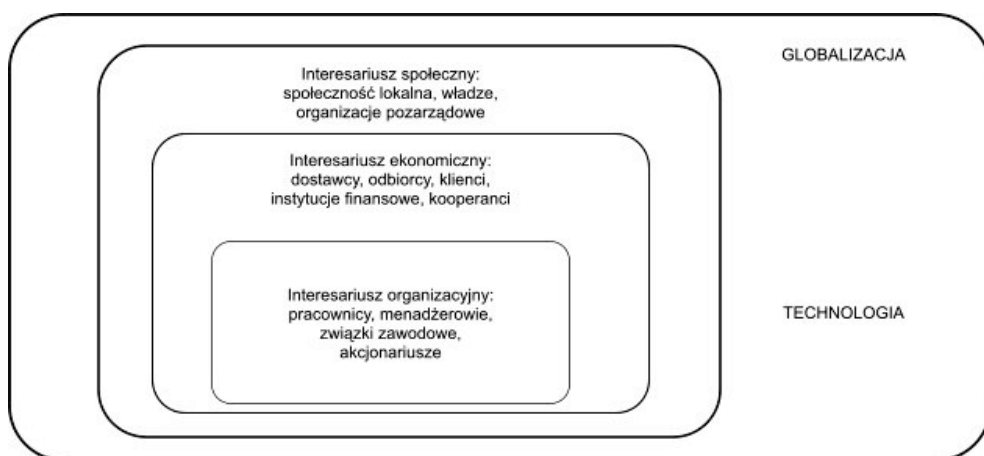 GLOBALIZACJA
Interesariusz społeczny:
społeczność lokalna, władze,
organizacje pozarządowe
Interesariusz ekonomiczny:
dostawcy, odbiorcy, klienci,
instytucje finansowe, kooperanci
Interesariusz organizacyjny:
pracownicy, menadżerowie,
związki zawodowe,
akcjonariusze
TECHNOLOGIA